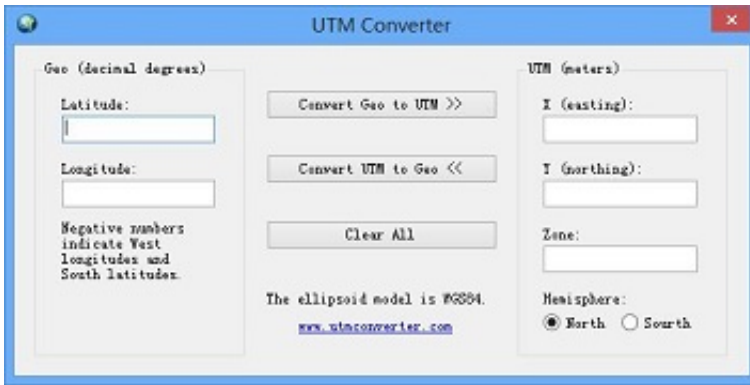 UTM Converter
Geo (decimal degrees)
Latitude:
Longitude:
Negative numbers
indicate West
longitudes and
South latitudes.
Convert Geo to UTM >>
Convert UTM to Geo <<
Clear All
The ellipsoid model is WGS84.
www.utmconverter.com
UTM (meters)
X (easting):
Y (northing):
Zone:
Hemisphere:
North
Sourth